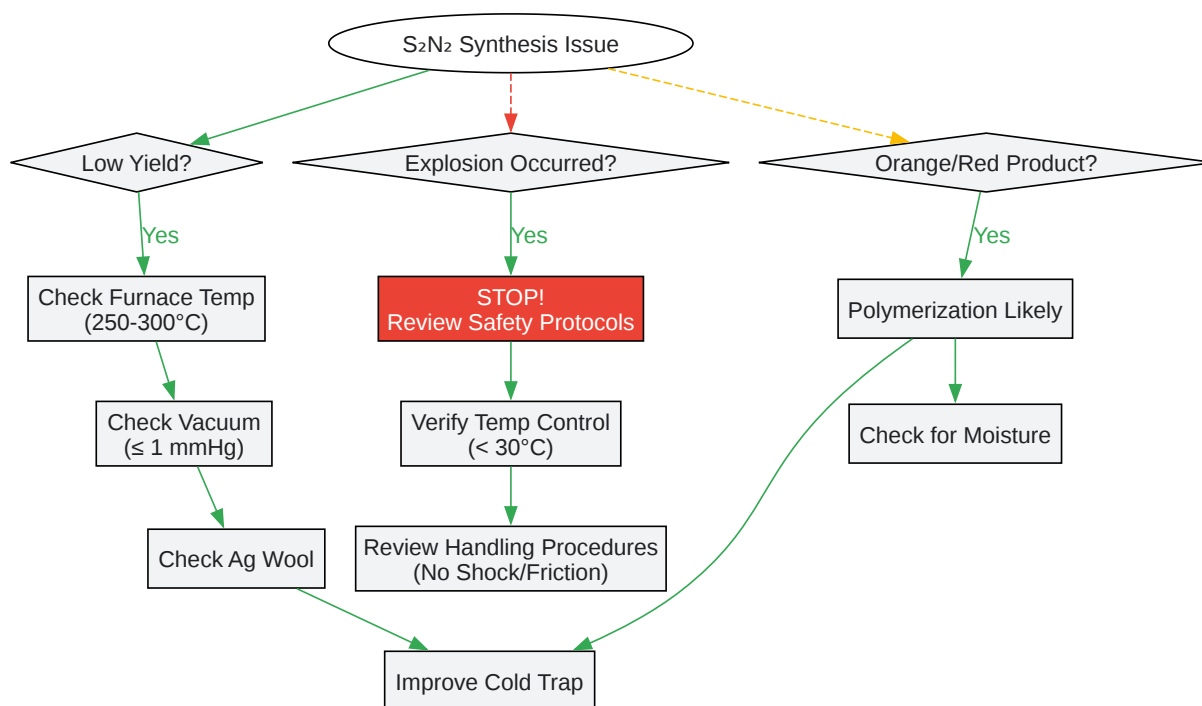 S₂N₂ Synthesis Issue
Low Yield?
Explosion Occurred?
Orange/Red Product?
Yes
Yes
Yes
Check Furnace Temp
(250-300°C)
STOP!
Review Safety Protocols
Polymerization Likely
Check Vacuum
(≤ 1 mmHg)
Verify Temp Control
(< 30°C)
Check for Moisture
Check Ag Wool
Review Handling Procedures
(No Shock/Friction)
Improve Cold Trap